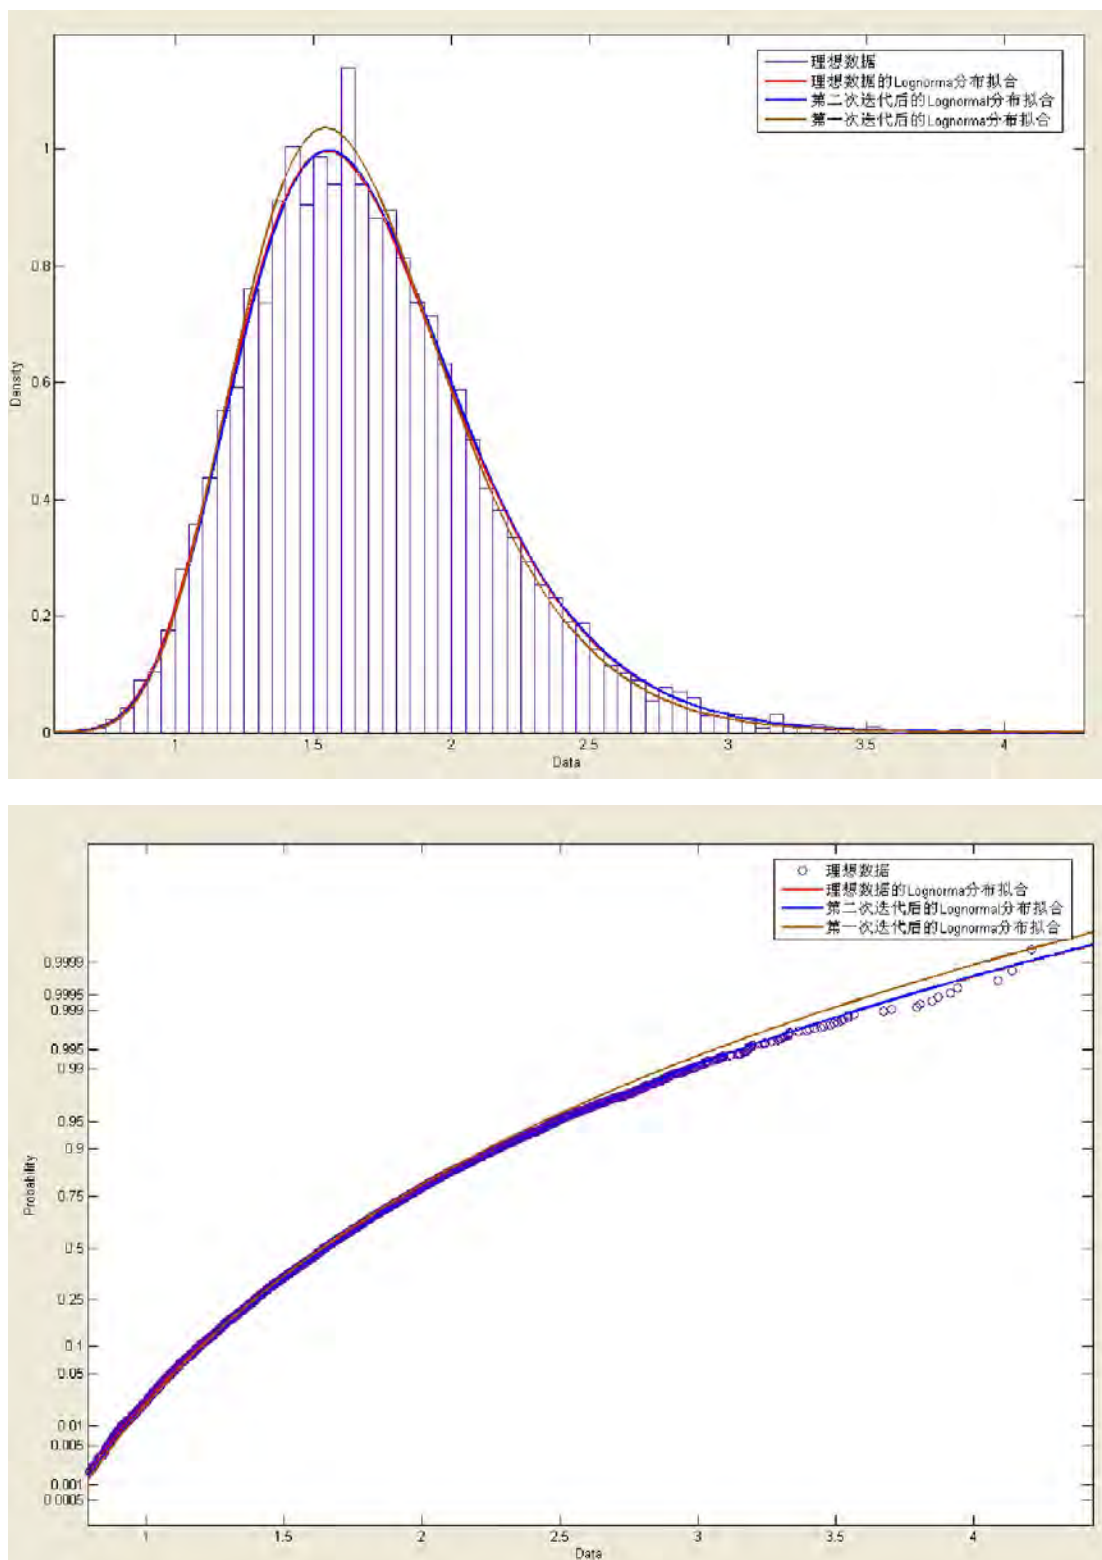 理想数据
理想数据的Lognorma分布拟合
第二次迭代后的Lognormal分布拟合
第一次迭代后的Lognorma分布拟合
1
0.8
0.6
0.4
0.2
0
Density
1 1.5 2 2.5 3 3.5 4
Data
理想数据
理想数据的Lognorma分布拟合
第二次迭代后的Lognormal分布拟合
第一次迭代后的Lognorma分布拟合
0.9999
0.9995
0.999
0.995
0.99
0.95
0.9
0.75
0.5
0.25
0.1
0.05
0.01
0.005
0.001
0.0005
Probability
1 1.5 2 2.5 3 3.5 4
Data